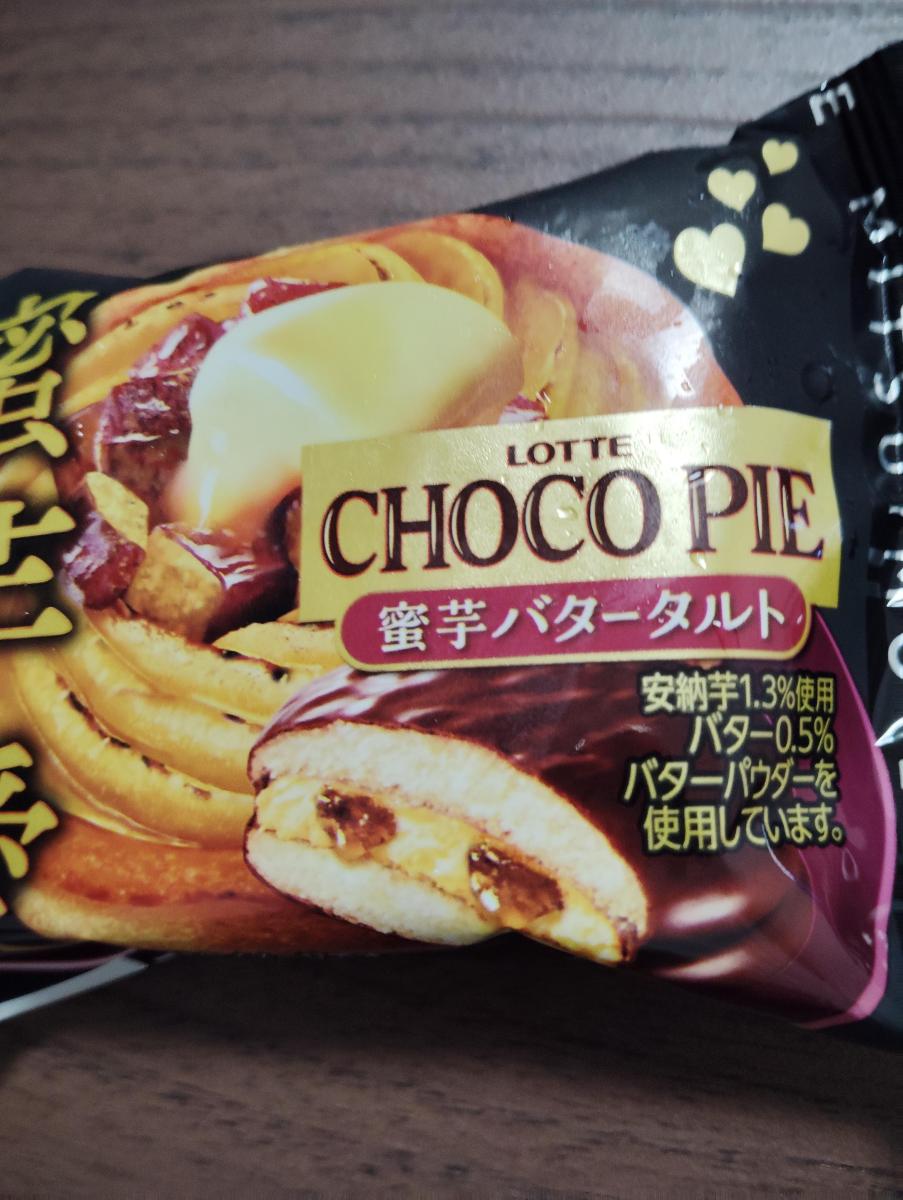 LOTTE
CHOCO PIE
蜜芋バタータルト
安納芋1.3%使用
バター0.5%
バターパウダーを
使用しています。